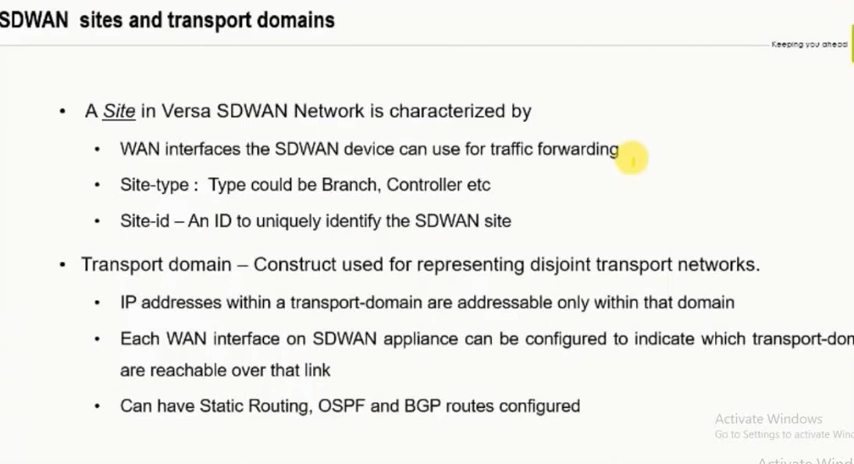 SDWAN sites and transport domains
Keeping you ahead
• A Site in Versa SDWAN Network is characterized by
• WAN interfaces the SDWAN device can use for traffic forwarding
• Site-type : Type could be Branch, Controller etc
• Site-id – An ID to uniquely identify the SDWAN site
• Transport domain – Construct used for representing disjoint transport networks.
• IP addresses within a transport-domain are addressable only within that domain
• Each WAN interface on SDWAN appliance can be configured to indicate which transport-don
are reachable over that link
• Can have Static Routing, OSPF and BGP routes configured
Activate Windows
Go to Settings to activate Wind
Activate Wind